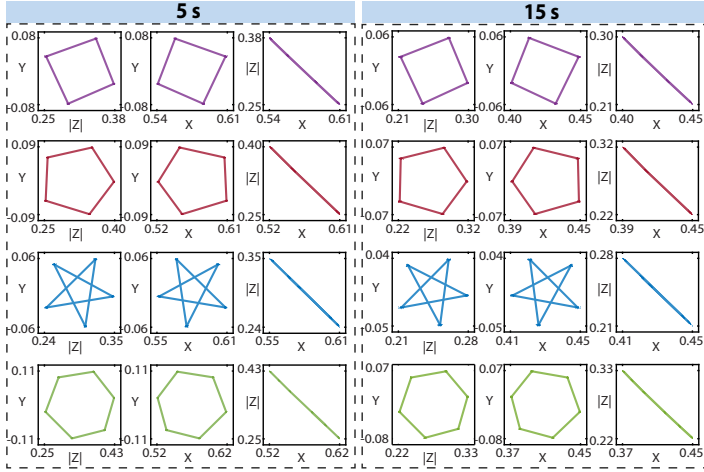 5 s
15 s
0.08 Y -0.08 0.25 |Z| 0.38
0.08 Y -0.08 0.54 X 0.61
0.38 |Z| 0.25 0.54 X 0.61
0.06 Y -0.06 0.21 |Z| 0.30
0.06 Y -0.06 0.40 X 0.45
0.30 |Z| 0.21 0.40 X 0.45
0.09 Y -0.09 0.25 |Z| 0.40
0.09 Y -0.09 0.52 X 0.61
0.40 |Z| 0.25 0.52 X 0.61
0.07 Y -0.07 0.22 |Z| 0.32
0.07 Y -0.07 0.39 X 0.45
0.32 |Z| 0.22 0.39 X 0.45
0.06 Y -0.06 0.24 |Z| 0.35
0.06 Y -0.06 0.55 X 0.61
0.35 |Z| 0.24 0.55 X 0.61
0.04 Y -0.05 0.21 |Z| 0.28
0.04 Y -0.05 0.41 X 0.45
0.28 |Z| 0.21 0.41 X 0.45
0.11 Y -0.11 0.25 |Z| 0.43
0.11 Y -0.11 0.52 X 0.62
0.43 |Z| 0.25 0.52 X 0.62
0.07 Y -0.08 0.22 |Z| 0.33
0.07 Y -0.08 0.37 X 0.45
0.33 |Z| 0.22 0.37 X 0.45